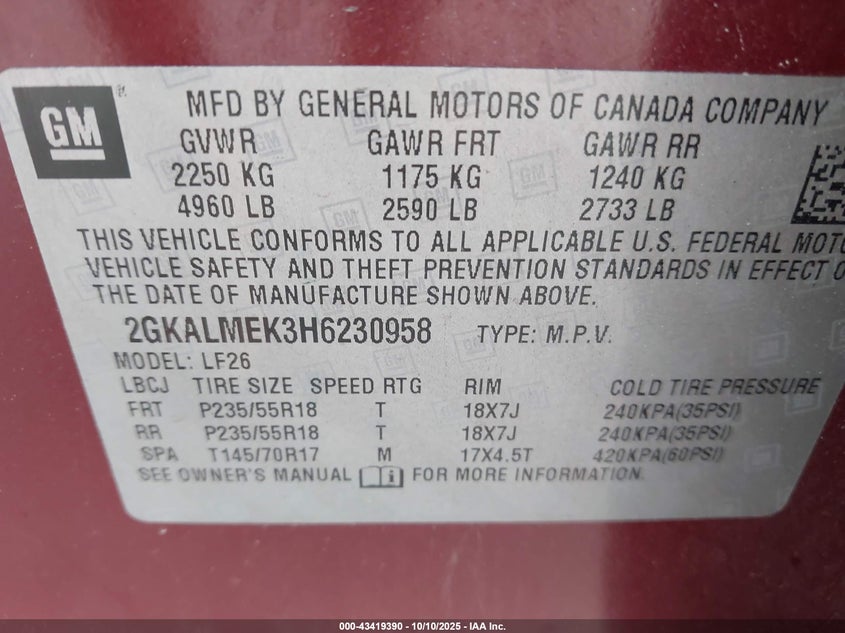 GM
MFD BY GENERAL MOTORS OF CANADA COMPANY
GVWR GAWR FRT GAWR RR
2250 KG 1175 KG 1240 KG
4960 LB 2590 LB 2733 LB
THIS VEHICLE CONFORMS TO ALL APPLICABLE U.S. FEDERAL MOTO
VEHICLE SAFETY AND THEFT PREVENTION STANDARDS IN EFFECT O
THE DATE OF MANUFACTURE SHOWN ABOVE.
2GKALMEK3H6230958 TYPE: M.P.V.
MODEL: LF26
LBCJ TIRE SIZE SPEED RTG RIM COLD TIRE PRESSURE
FRT P235/55R18 T 18X7J 240KPA(35PSI)
RR P235/55R18 T 18X7J 240KPA(35PSI)
SPA T145/70R17 M 17X4.5T 420KPA(60PSI)
SEE OWNER'S MANUAL FOR MORE INFORMATION.
000-43419390 - 10/10/2025 - IAA Inc.